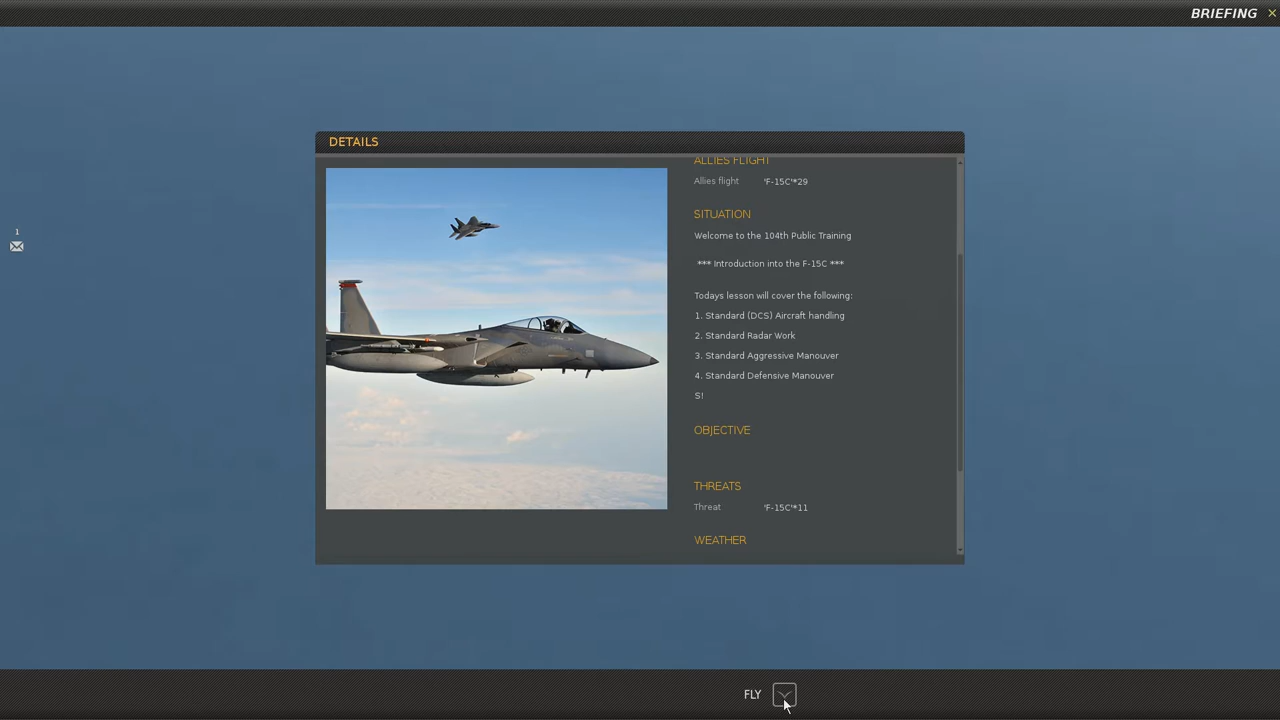 BRIEFING
1
DETAILS
ALLIES FLIGHT
Allies flight 'F-15C'*29
SITUATION
Welcome to the 104th Public Training
*** Introduction into the F-15C ***
Todays lesson will cover the following:
1. Standard (DCS) Aircraft handling
2. Standard Radar Work
3. Standard Aggressive Manouver
4. Standard Defensive Manouver
S!
OBJECTIVE
THREATS
Threat 'F-15C'*11
WEATHER
FLY